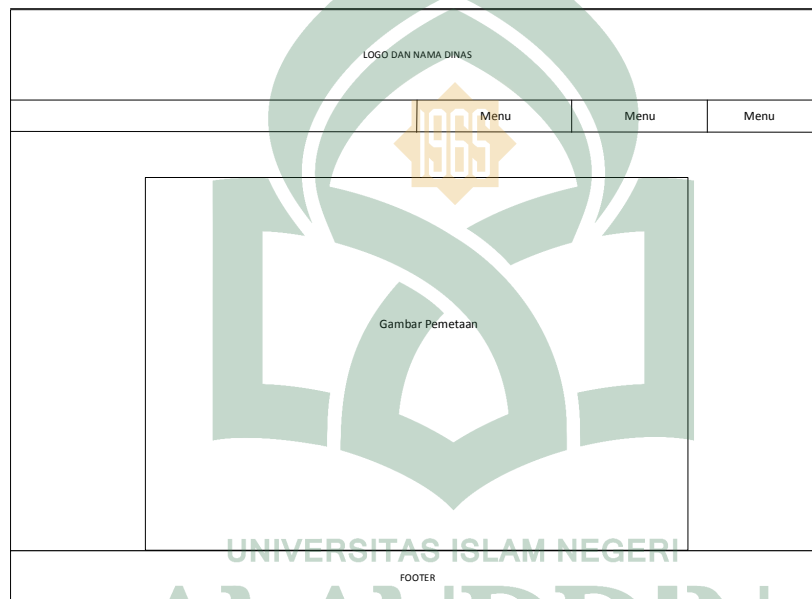 LOGO DAN NAMA DINAS
Menu Menu Menu
1965
Gambar Pemetaan
UNIVERSITAS ISLAM NEGERI
FOOTER